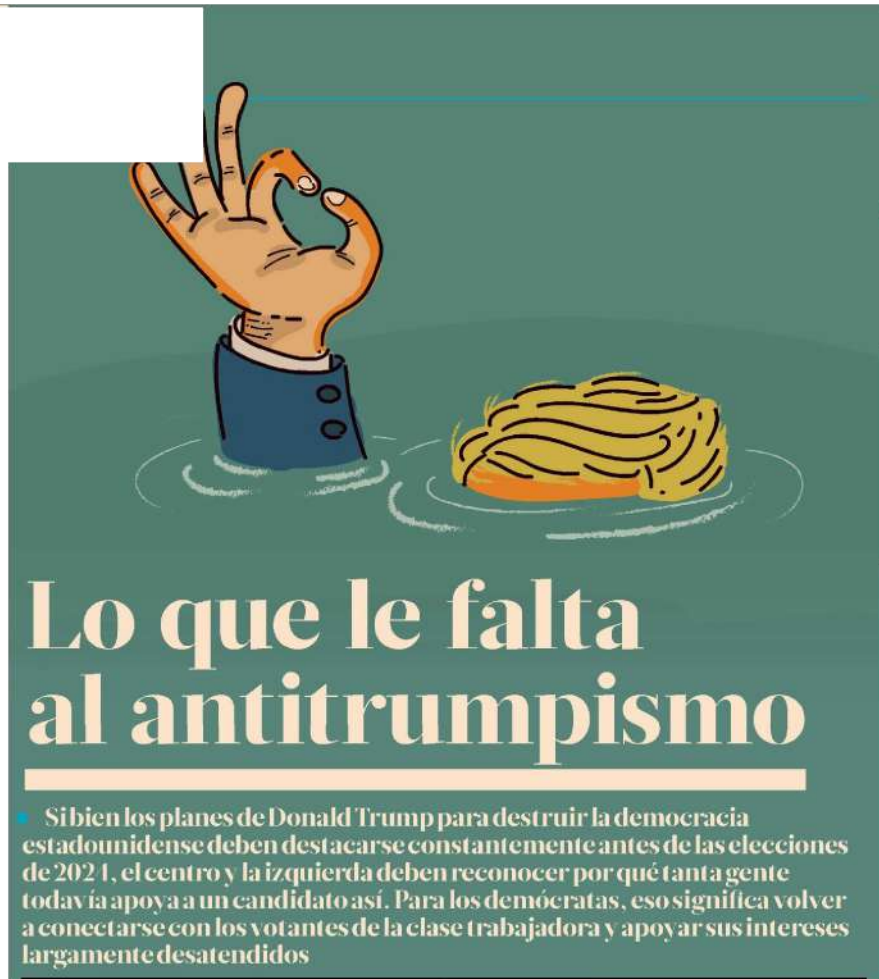 Lo que le falta
al antitrumpismo
Si bien los planes de Donald Trump para destruir la democracia
estadounidense deben destacarse constantemente antes de las elecciones
de 2024, el centro y la izquierda deben reconocer por qué tanta gente
todavía apoya a un candidato así. Para los demócratas, eso significa volver
a conectarse con los votantes de la clase trabajadora y apoyar sus intereses
largamente desatendidos